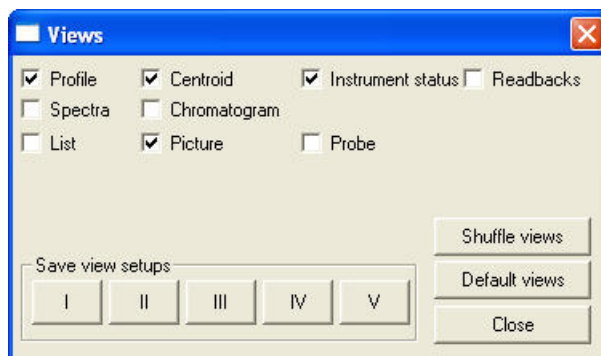 Views
Profile Centroid Instrument status Readbacks
Spectra Chromatogram
List Picture Probe
Shuffle views
Save view setups
Default views
I II III IV V
Close